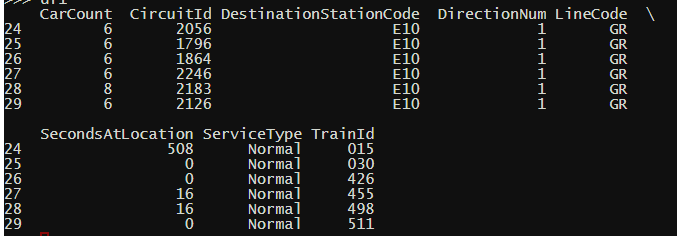 >>> df1
CarCount CircuitId DestinationStationCode DirectionNum LineCode \
24 6 2056 E10 1 GR
25 6 1796 E10 1 GR
26 6 1864 E10 1 GR
27 6 2246 E10 1 GR
28 8 2183 E10 1 GR
29 6 2126 E10 1 GR
SecondsAtLocation ServiceType TrainId
24 508 Normal 015
25 0 Normal 030
26 0 Normal 426
27 16 Normal 455
28 16 Normal 498
29 0 Normal 511